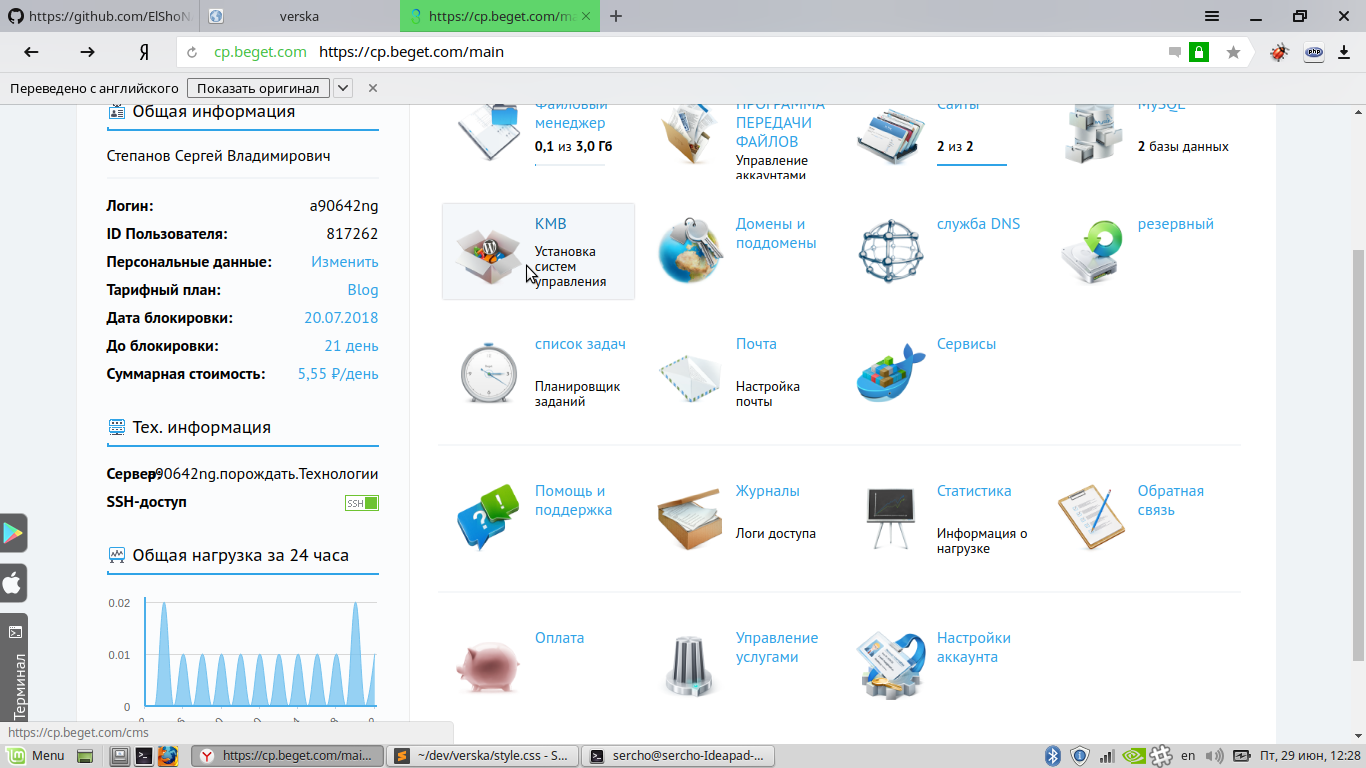 https://github.com/ElShoN
verska
https://cp.beget.com/m
cp.beget.com https://cp.beget.com/main
Переведено с английского
Показать оригинал
Общая информация
Степанов Сергей Владимирович
Логин: a90642ng
ID Пользователя: 817262
Персональные данные: Изменить
Тарифный план: Blog
Дата блокировки: 20.07.2018
До блокировки: 21 день
Суммарная стоимость: 5,55 ₽/день
Тех. информация
Сервер: a90642ng.порождать.Технологии
SSH-доступ SSH
Общая нагрузка за 24 часа
0.02
0.01
0
Файловый
менеджер
0,1 из 3,0 Гб
ПРОГРАММА
ПЕРЕДАЧИ
ФАЙЛОВ
Управление
аккаунтами
Сайты
2 из 2
MySQL
2 базы данных
КМВ
Установка
систем
управления
Домены и
поддомены
служба DNS
резервный
список задач
Планировщик
заданий
Почта
Настройка
почты
Сервисы
Помощь и
поддержка
Журналы
Логи доступа
Статистика
Информация о
нагрузке
Обратная
связь
Оплата
Управление
услугами
Настройки
аккаунта
Терминал
https://cp.beget.com/cms
Menu
https://cp.beget.com/mai...
~/dev/verska/style.css - S...
sercho@sercho-Ideapad-...
en
Пт, 29 июн, 12:28